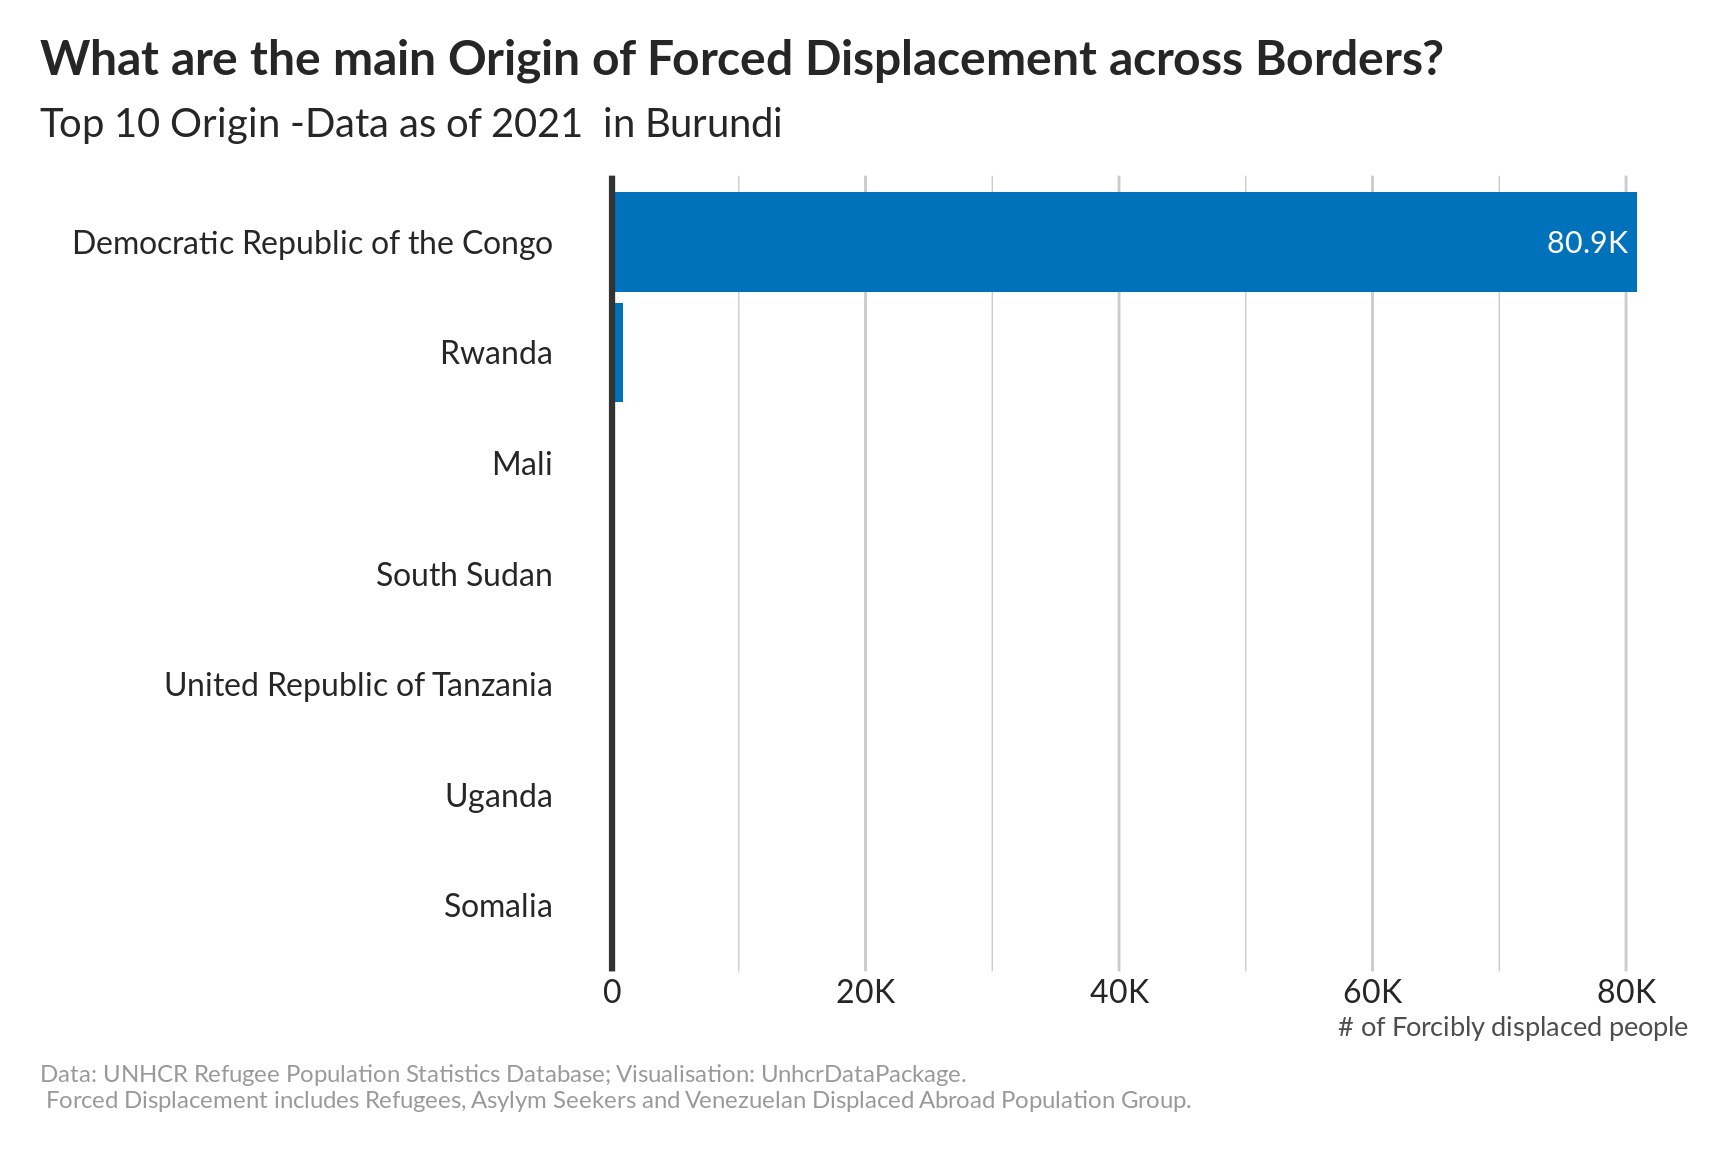 What are the main Origin of Forced Displacement across Borders?
Top 10 Origin -Data as of 2021  in Burundi
Democratic Republic of the Congo
80.9K
Rwanda
Mali
South Sudan
United Republic of Tanzania
Uganda
Somalia
0 20K 40K 60K 80K
# of Forcibly displaced people
Data: UNHCR Refugee Population Statistics Database; Visualisation: UnhcrDataPackage.
Forced Displacement includes Refugees, Asylym Seekers and Venezuelan Displaced Abroad Population Group.